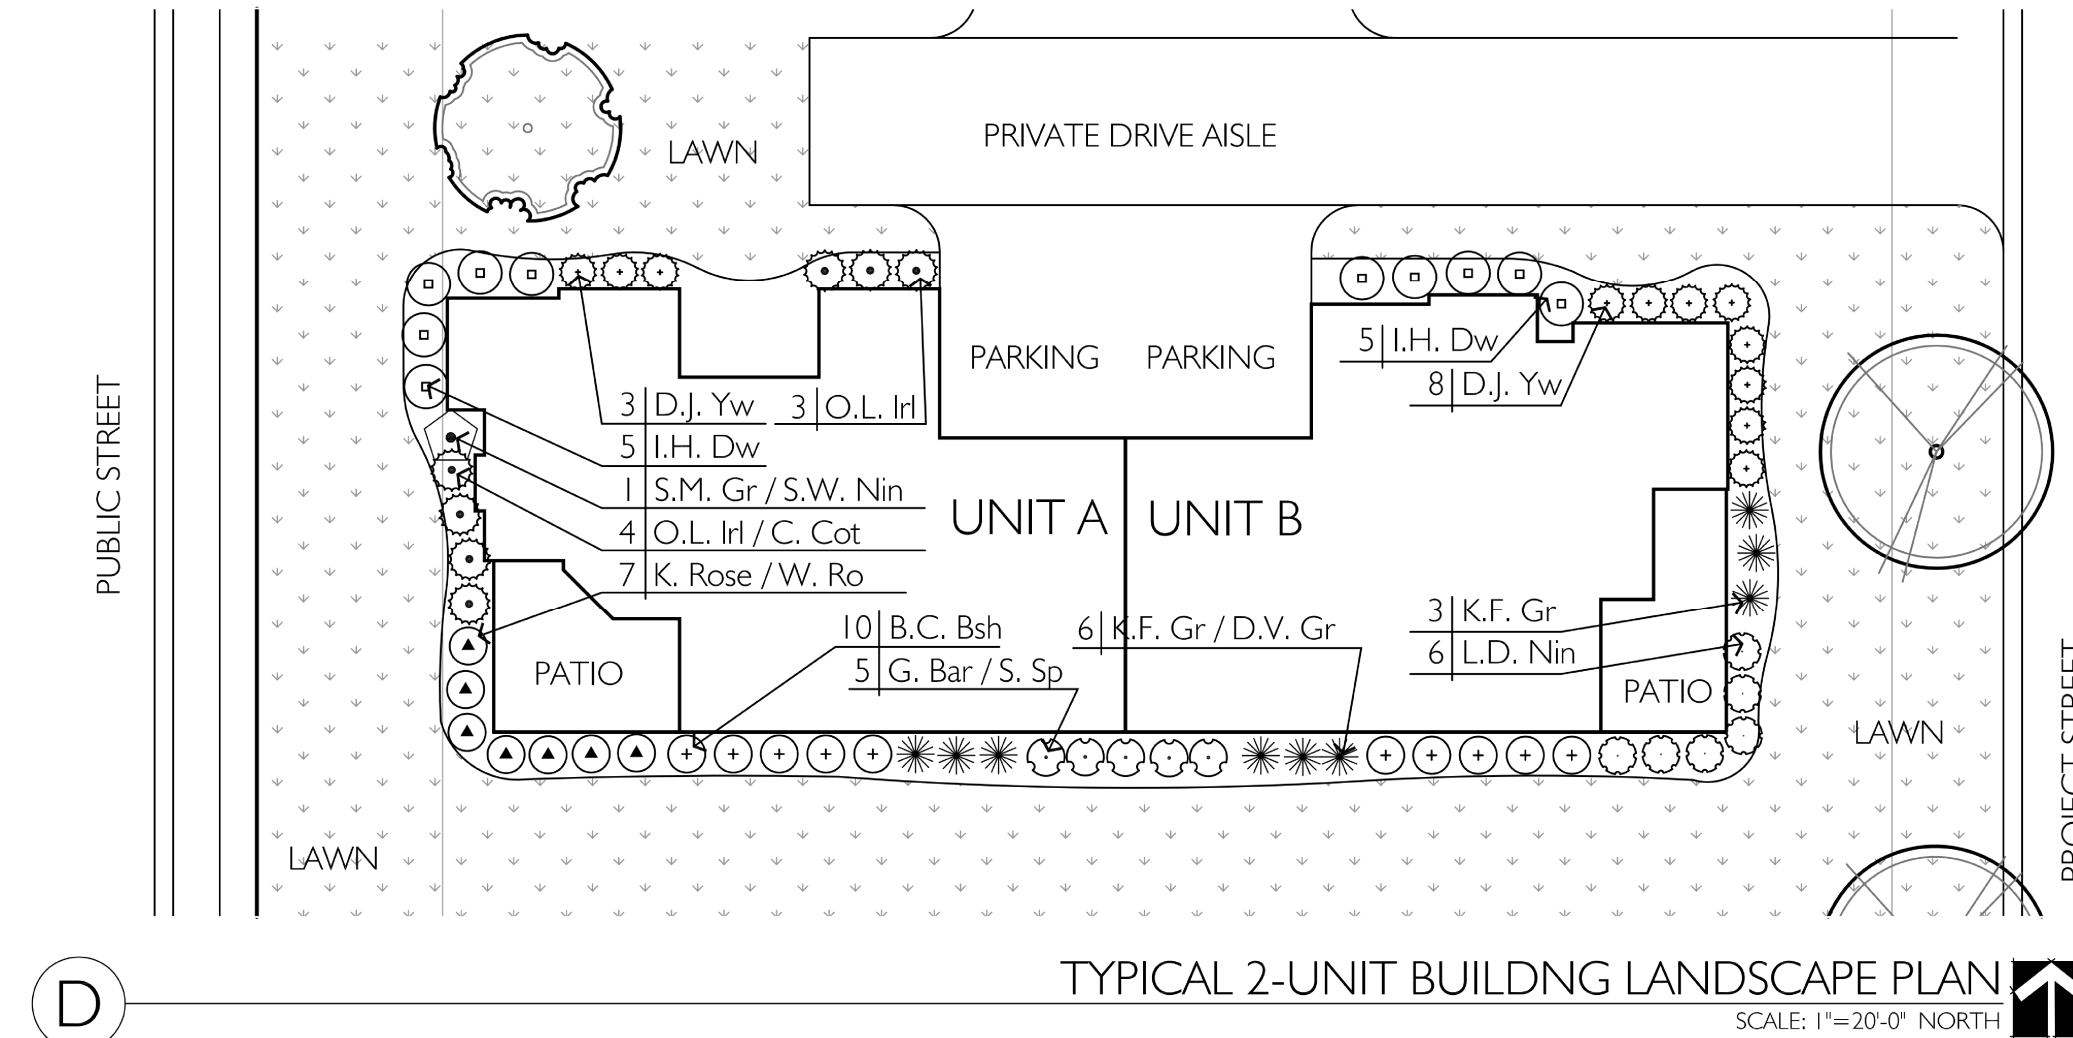 PRIVATE DRIVE AISLE
LAWN
PUBLIC STREET
PARKING
PARKING
5 I.H. Dw
8 D.J. Yw
3 D.J. Yw
3 O.L. Irl
5 I.H. Dw
1 S.M. Gr / S.W. Nin
4 O.L. Irl / C. Cot
7 K. Rose / W. Ro
UNIT A
UNIT B
10 B.C. Bsh
5 G. Bar / S. Sp
6 K.F. Gr / D.V. Gr
3 K.F. Gr
6 L.D. Nin
PATIO
PATIO
LAWN
PROJECT STREET
LAWN
D
TYPICAL 2-UNIT BUILDNG LANDSCAPE PLAN
SCALE: 1"=20'-0" NORTH